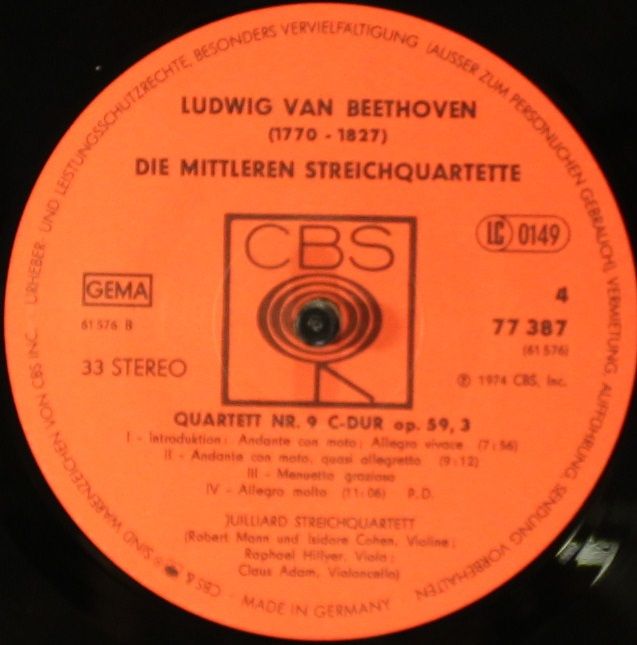 URHEBER- UND LEISTUNGSSCHUTZRECHTE, BESONDERS VERVIELFÄLTIGUNG (AUSSER ZUM PERSÖNLICHEN GEBRAUCH), VERMIETUNG, AUFFÜHRUNG, SENDUNG VORBEHALTEN
LUDWIG VAN BEETHOVEN
(1770 - 1827)
DIE MITTLEREN STREICHQUARTETTE
CBS
LC 0149
GEMA
4
61 576 B
77 387
(61 576)
33 STEREO
℗ 1974 CBS, Inc.
QUARTETT NR. 9 C-DUR op. 59, 3
I - Introduktion: Andante con moto; Allegro vivace (7:56)
II - Andante con moto, quasi allegretto (9:12)
III - Menuetto grazioso
IV - Allegro molto (11:06) P.D.
JUILLIARD STREICHQUARTETT
(Robert Mann und Isidore Cohen, Violine;
Raphael Hillyer, Viola;
Claus Adam, Violoncello)
CBS & SIND WARENZEICHEN VON CBS INC.
· MADE IN GERMANY ·